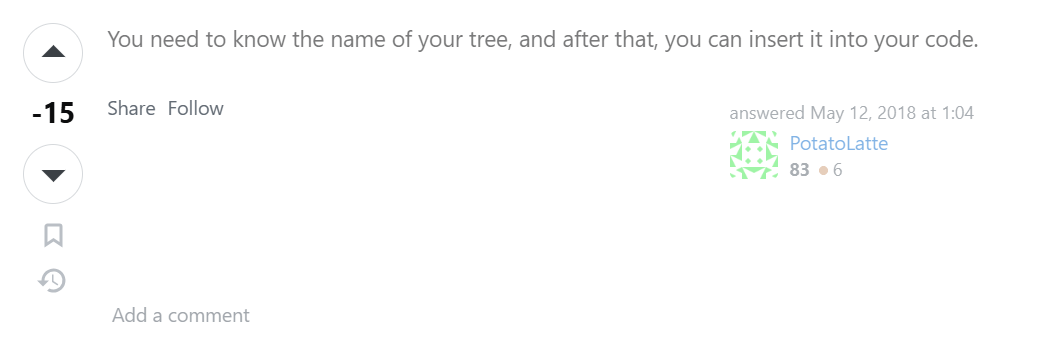 You need to know the name of your tree, and after that, you can insert it into your code.
-15
Share Follow
answered May 12, 2018 at 1:04
PotatoLatte
83 6
Add a comment